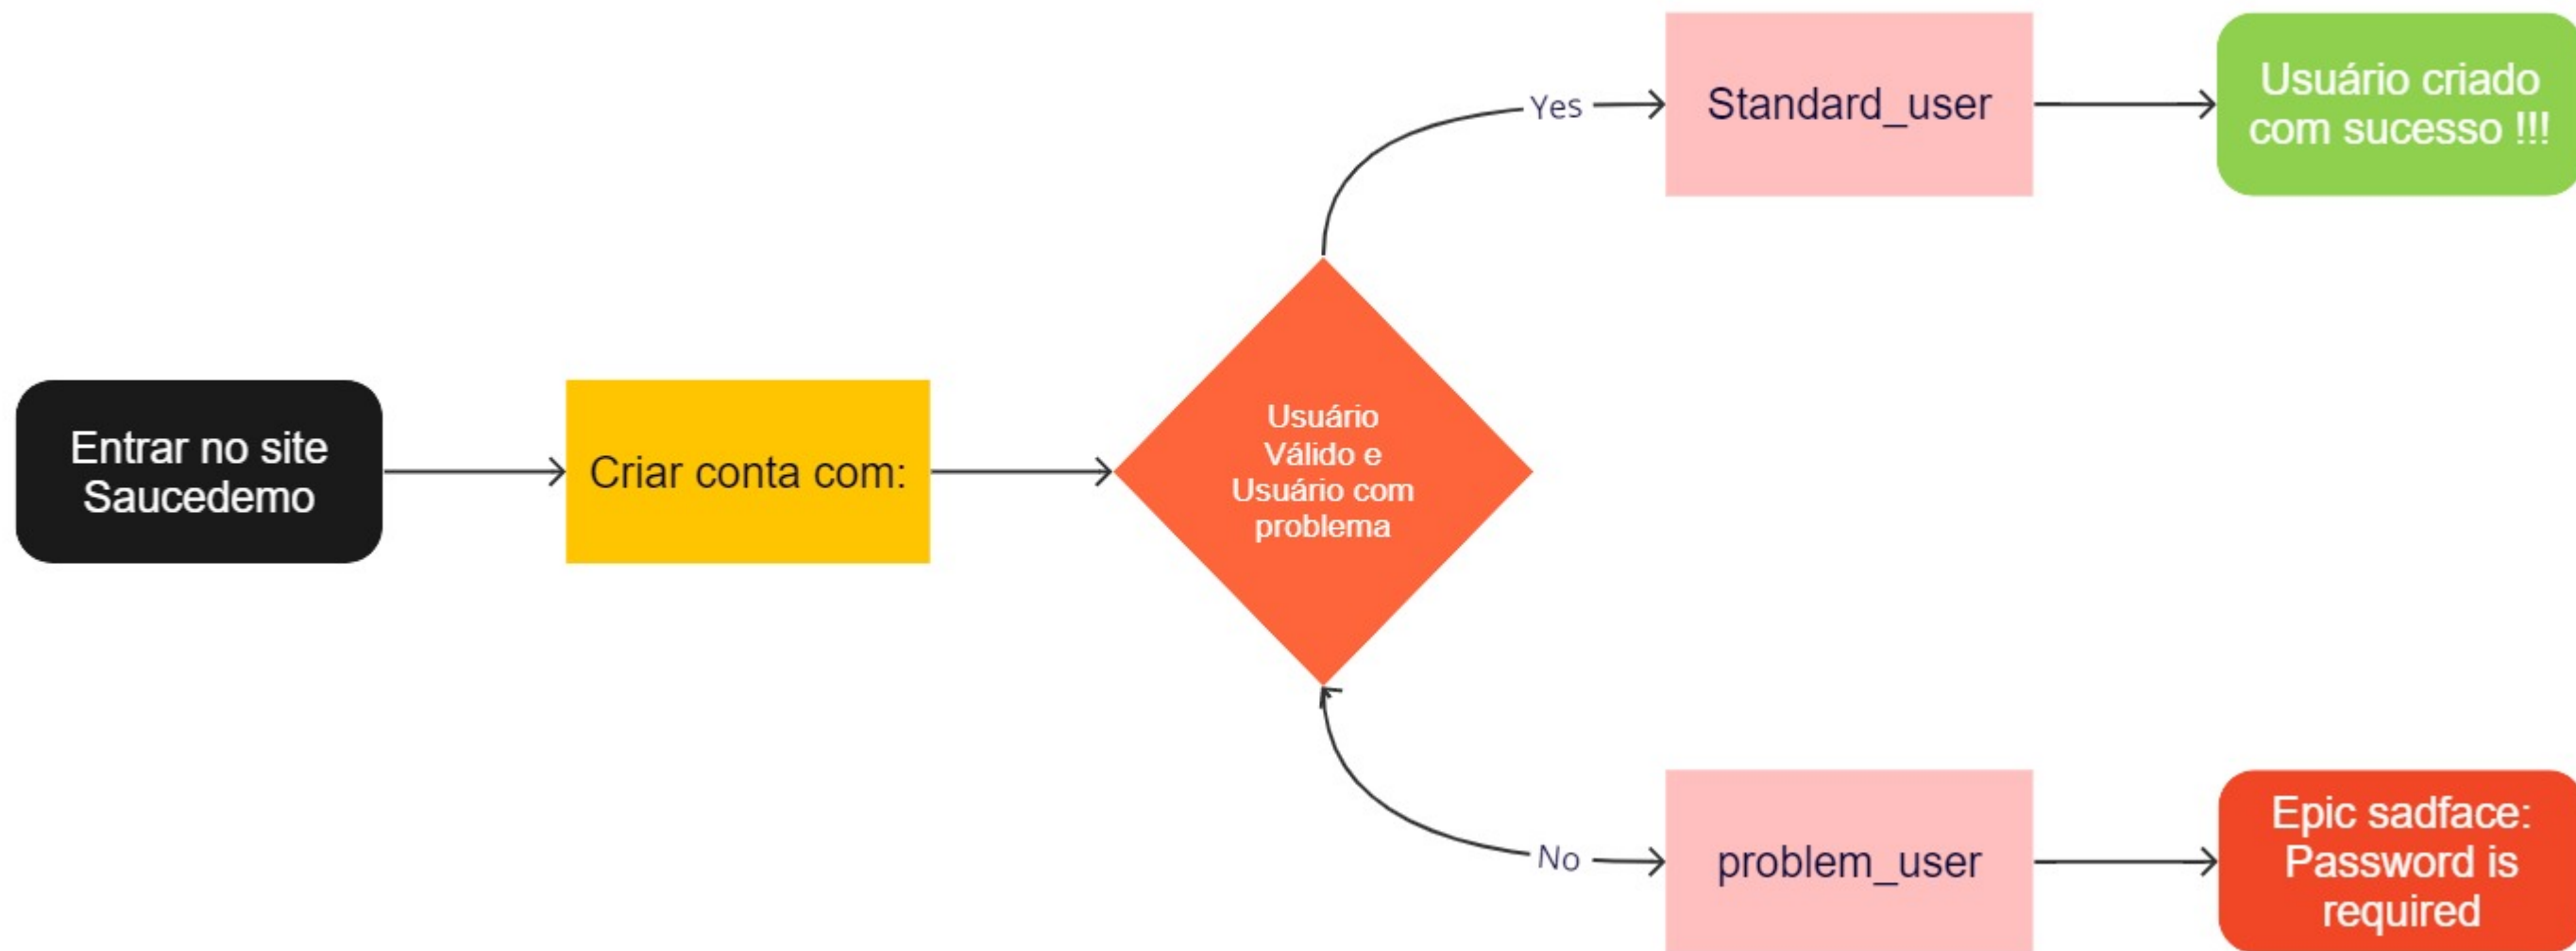 Entrar no site
Saucedemo
Criar conta com:
Usuário
Válido e
Usuário com
problema
Yes
Standard_user
Usuário criado
com sucesso !!!
No
problem_user
Epic sadface:
Password is
required